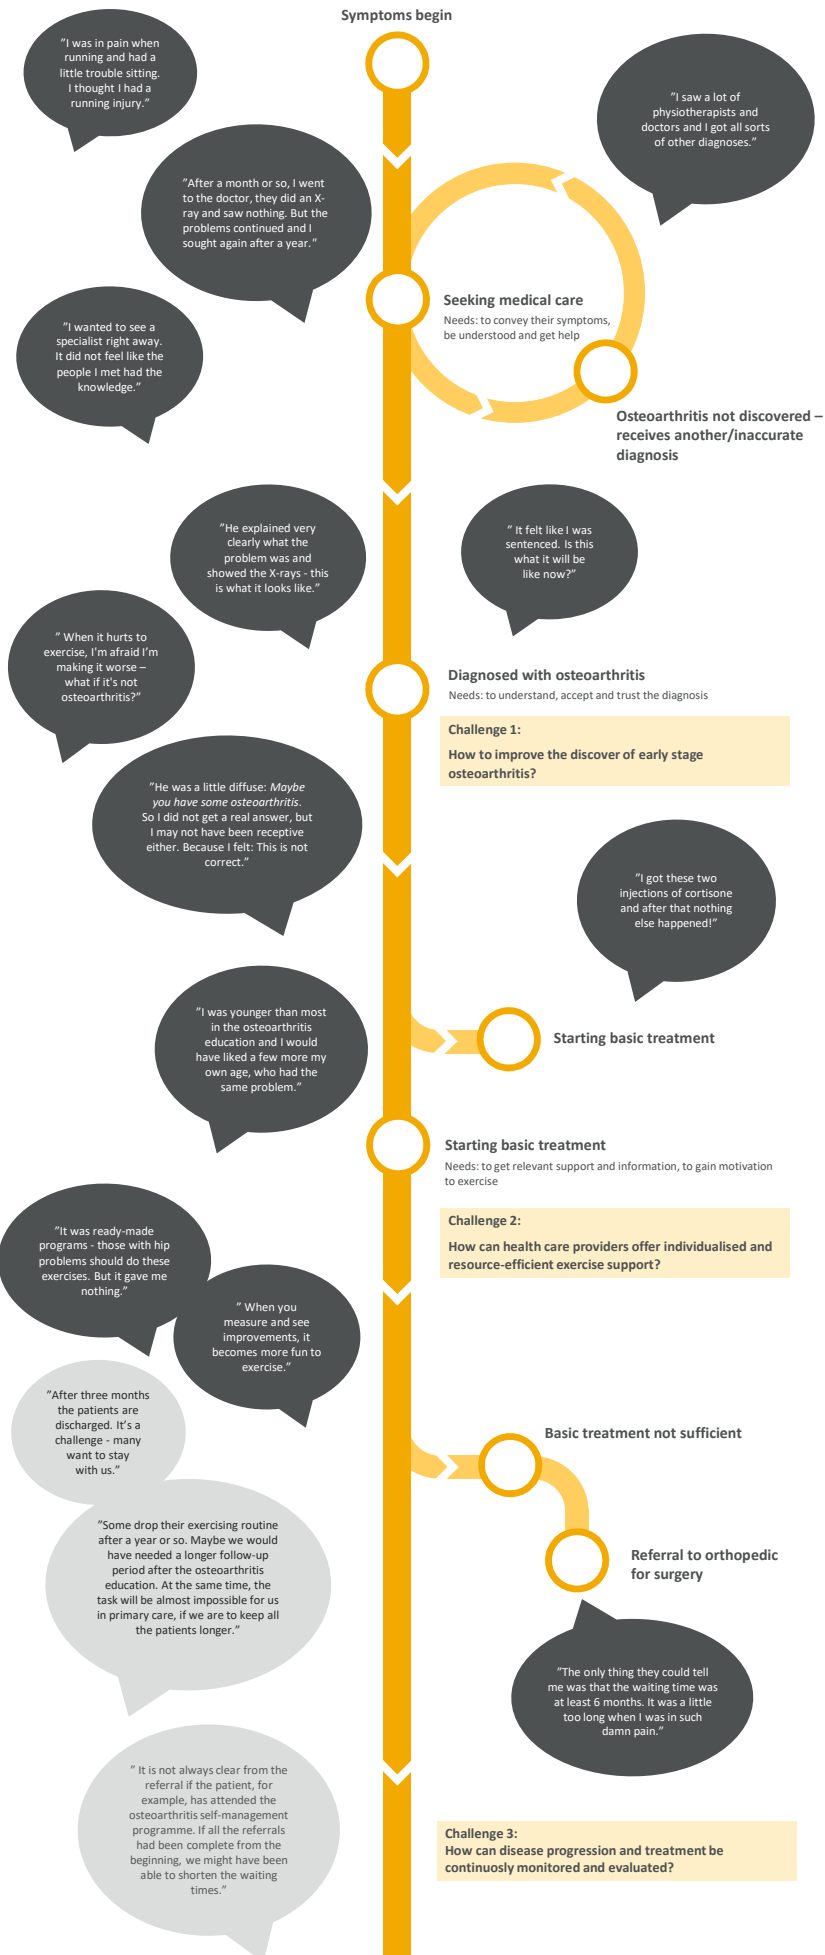 Symptoms begin
"I was in pain when
running and had a
little trouble sitting.
I thought I had a
running injury."
"I saw a lot of
physiotherapists and
doctors and I got all sorts
of other diagnoses."
"After a month or so, I went
to the doctor, they did an X-
ray and saw nothing. But the
problems continued and I
sought again after a year."
Seeking medical care
Needs: to convey their symptoms,
be understood and get help
"I wanted to see a
specialist right away.
It did not feel like the
people I met had the
knowledge."
Osteoarthritis not discovered –
receives another/inaccurate
diagnosis
"He explained very
clearly what the
problem was and
showed the X-rays - this
is what it looks like."
" It felt like I was
sentenced. Is this
what it will be
like now?"
" When it hurts to
exercise, I'm afraid I'm
making it worse –
what if it's not
osteoarthritis?"
Diagnosed with osteoarthritis
Needs: to understand, accept and trust the diagnosis
Challenge 1:
How to improve the discover of early stage
osteoarthritis?
"He was a little diffuse: Maybe
you have some osteoarthritis.
So I did not get a real answer, but
I may not have been receptive
either. Because I felt: This is not
correct."
"I got these two
injections of cortisone
and after that nothing
else happened!"
"I was younger than most
in the osteoarthritis
education and I would
have liked a few more my
own age, who had the
same problem."
Starting basic treatment
Starting basic treatment
Needs: to get relevant support and information, to gain motivation
to exercise
Challenge 2:
How can health care providers offer individualised and
resource-efficient exercise support?
"It was ready-made
programs - those with hip
problems should do these
exercises. But it gave me
nothing."
" When you
measure and see
improvements, it
becomes more fun to
exercise."
"After three months
the patients are
discharged. It's a
challenge - many
want to stay
with us."
Basic treatment not sufficient
"Some drop their exercising routine
after a year or so. Maybe we would
have needed a longer follow-up
period after the osteoarthritis
education. At the same time, the
task will be almost impossible for us
in primary care, if we are to keep all
the patients longer."
Referral to orthopedic
for surgery
"The only thing they could tell
me was that the waiting time was
at least 6 months. It was a little
too long when I was in such
damn pain."
" It is not always clear from the
referral if the patient, for
example, has attended the
osteoarthritis self-management
programme. If all the referrals
had been complete from the
beginning, we might have been
able to shorten the waiting
times."
Challenge 3:
How can disease progression and treatment be
continuosly monitored and evaluated?